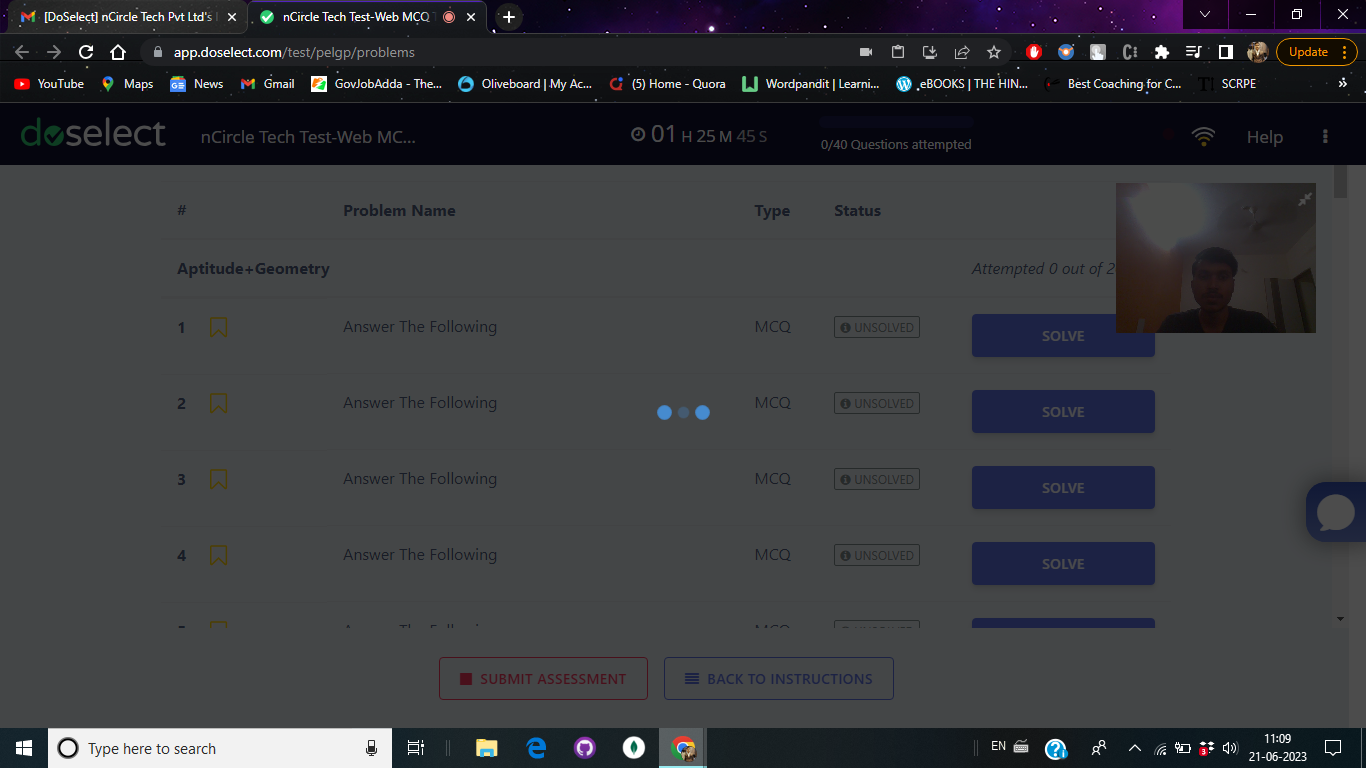 [DoSelect] nCircle Tech Pvt Ltd's
nCircle Tech Test-Web MCQ
app.doselect.com/test/pelgp/problems
Update
YouTube
Maps
News
Gmail
GovJobAdda - The...
Oliveboard | My Ac...
(5) Home - Quora
Wordpandit | Learni...
.eBOOKS | THE HIN...
Best Coaching for C...
SCRPE
doselect
nCircle Tech Test-Web MC...
01 H 25 M 45 S
0/40 Questions attempted
Help
# Problem Name Type Status
Aptitude+Geometry Attempted 0 out of
1 Answer The Following MCQ UNSOLVED SOLVE
2 Answer The Following MCQ UNSOLVED SOLVE
3 Answer The Following MCQ UNSOLVED SOLVE
4 Answer The Following MCQ UNSOLVED SOLVE
SUBMIT ASSESSMENT
BACK TO INSTRUCTIONS
Type here to search
EN
11:09
21-06-2023